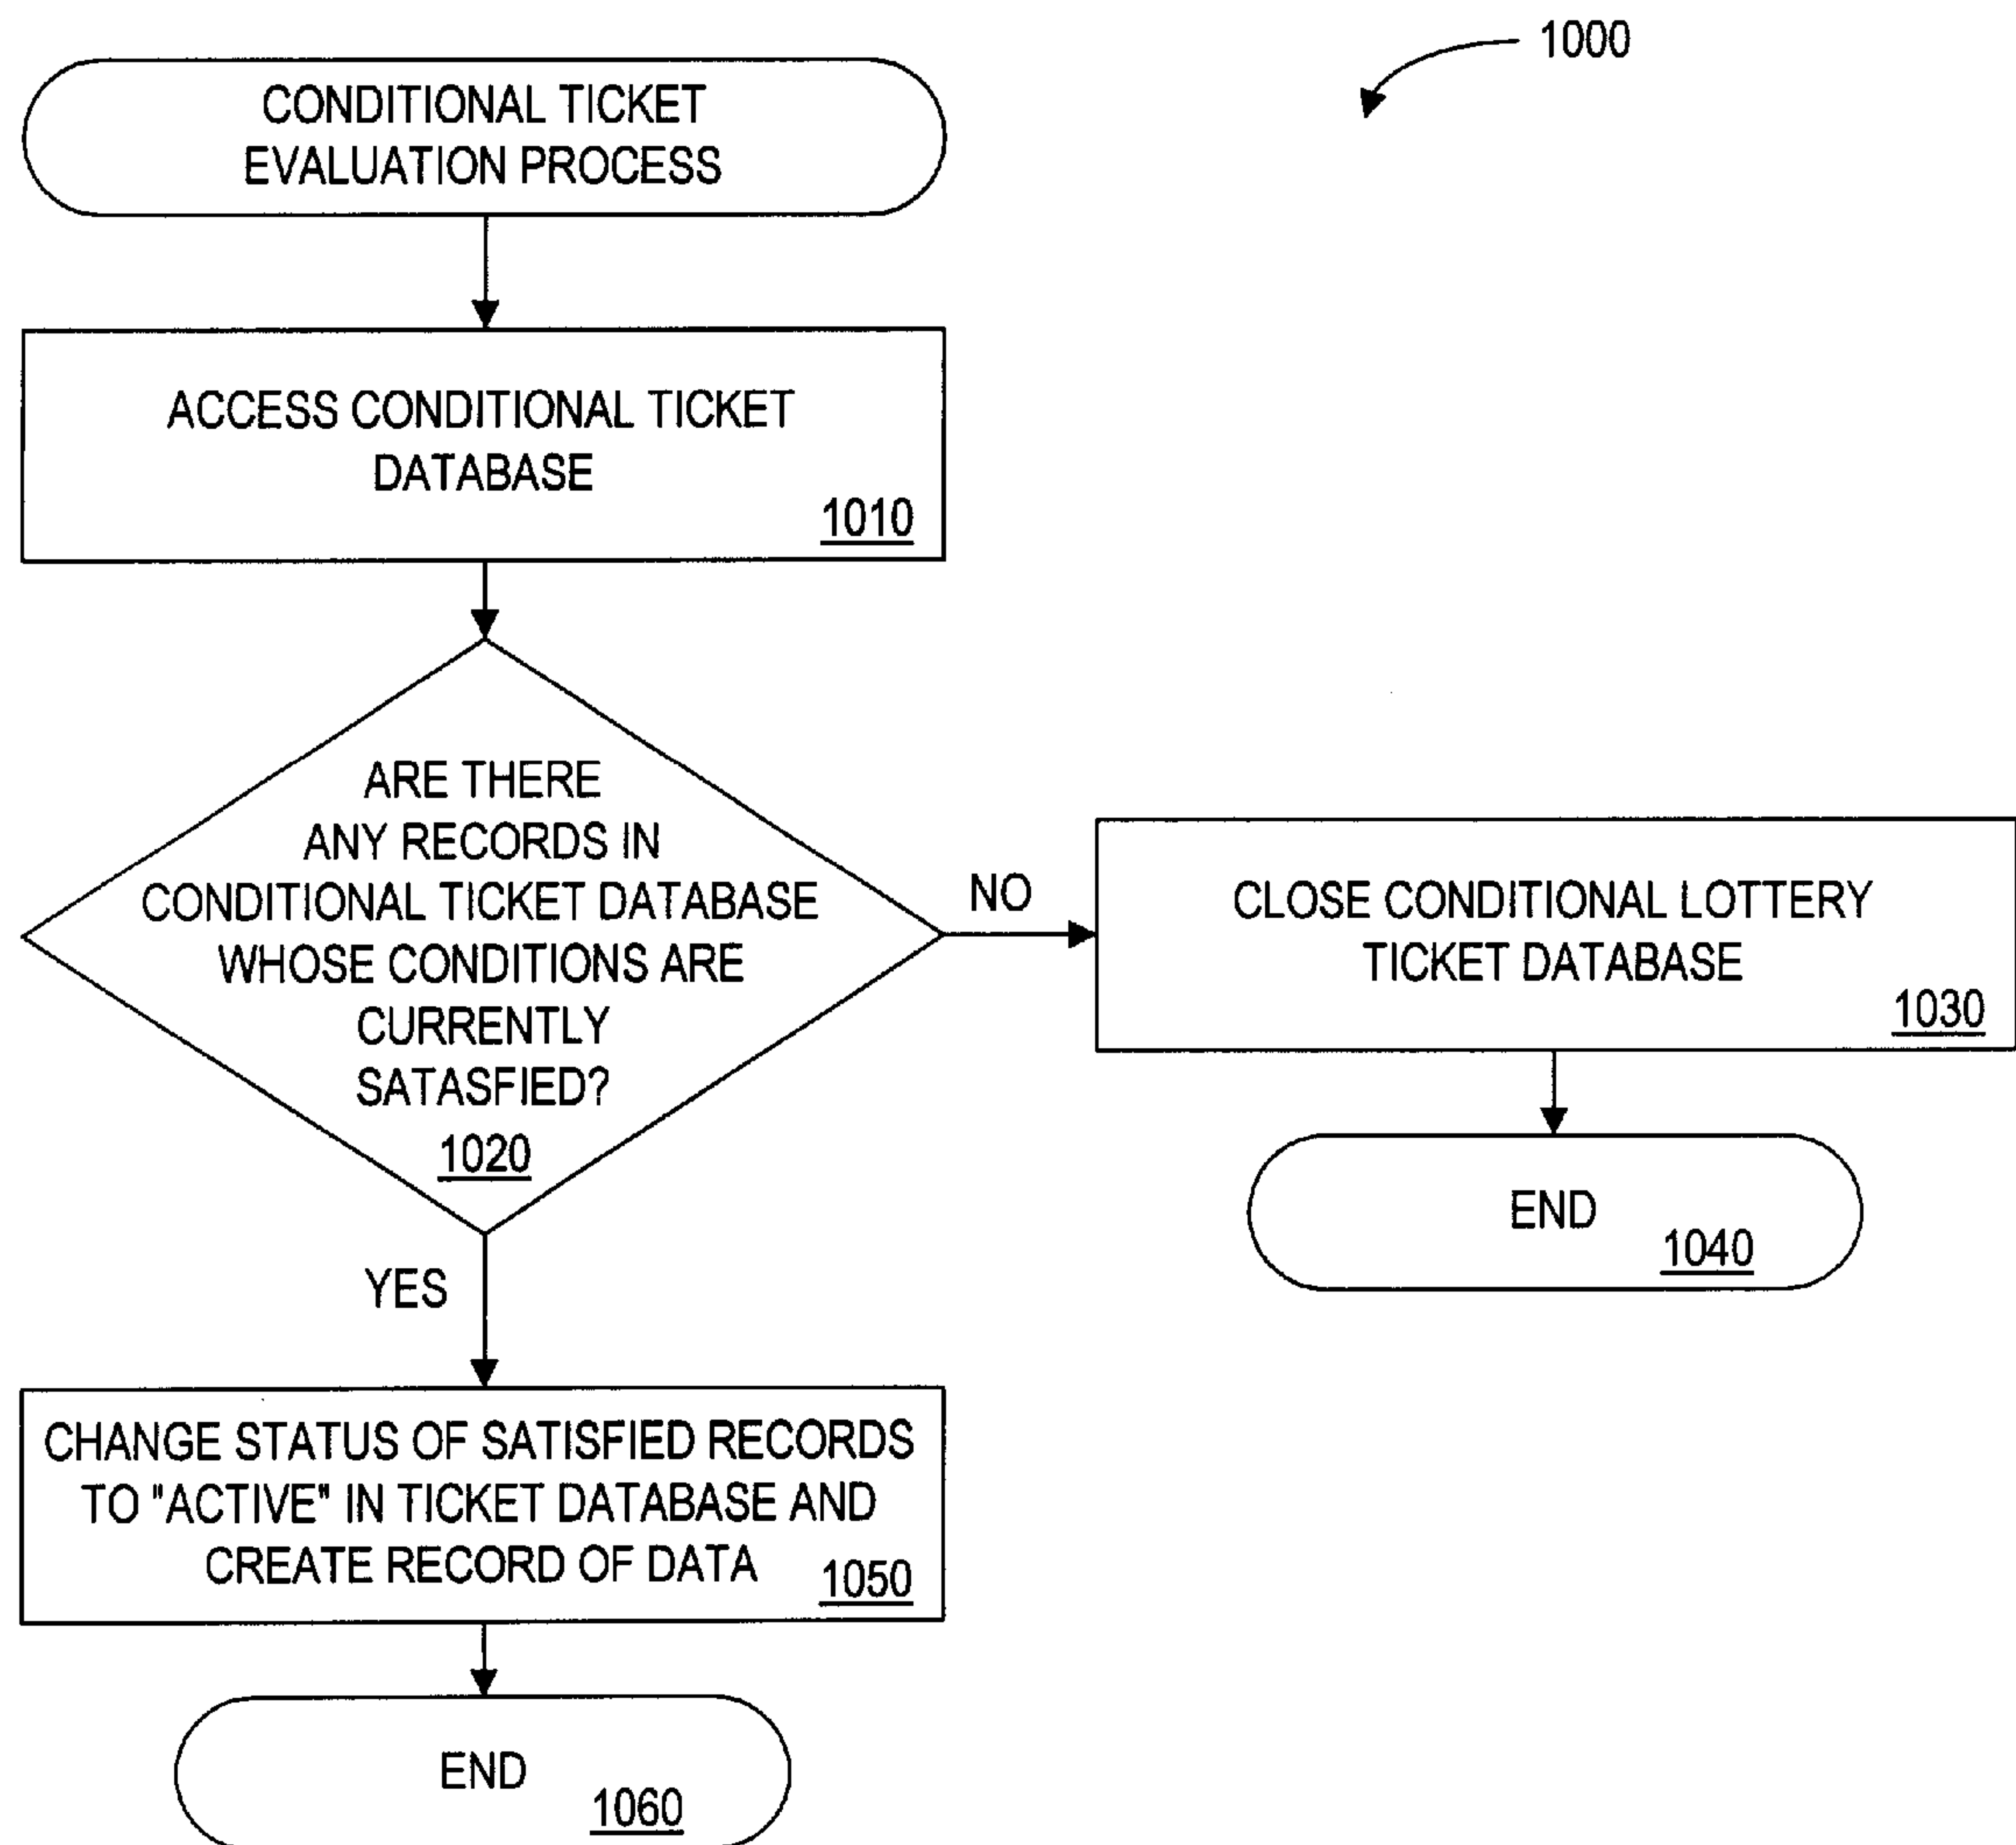 1000
CONDITIONAL TICKET
EVALUATION PROCESS
ACCESS CONDITIONAL TICKET
DATABASE
1010
ARE THERE
ANY RECORDS IN
CONDITIONAL TICKET DATABASE
WHOSE CONDITIONS ARE
CURRENTLY
SATASFIED?
1020
NO
CLOSE CONDITIONAL LOTTERY
TICKET DATABASE
1030
END
1040
YES
CHANGE STATUS OF SATISFIED RECORDS
TO "ACTIVE" IN TICKET DATABASE AND
CREATE RECORD OF DATA
1050
END
1060